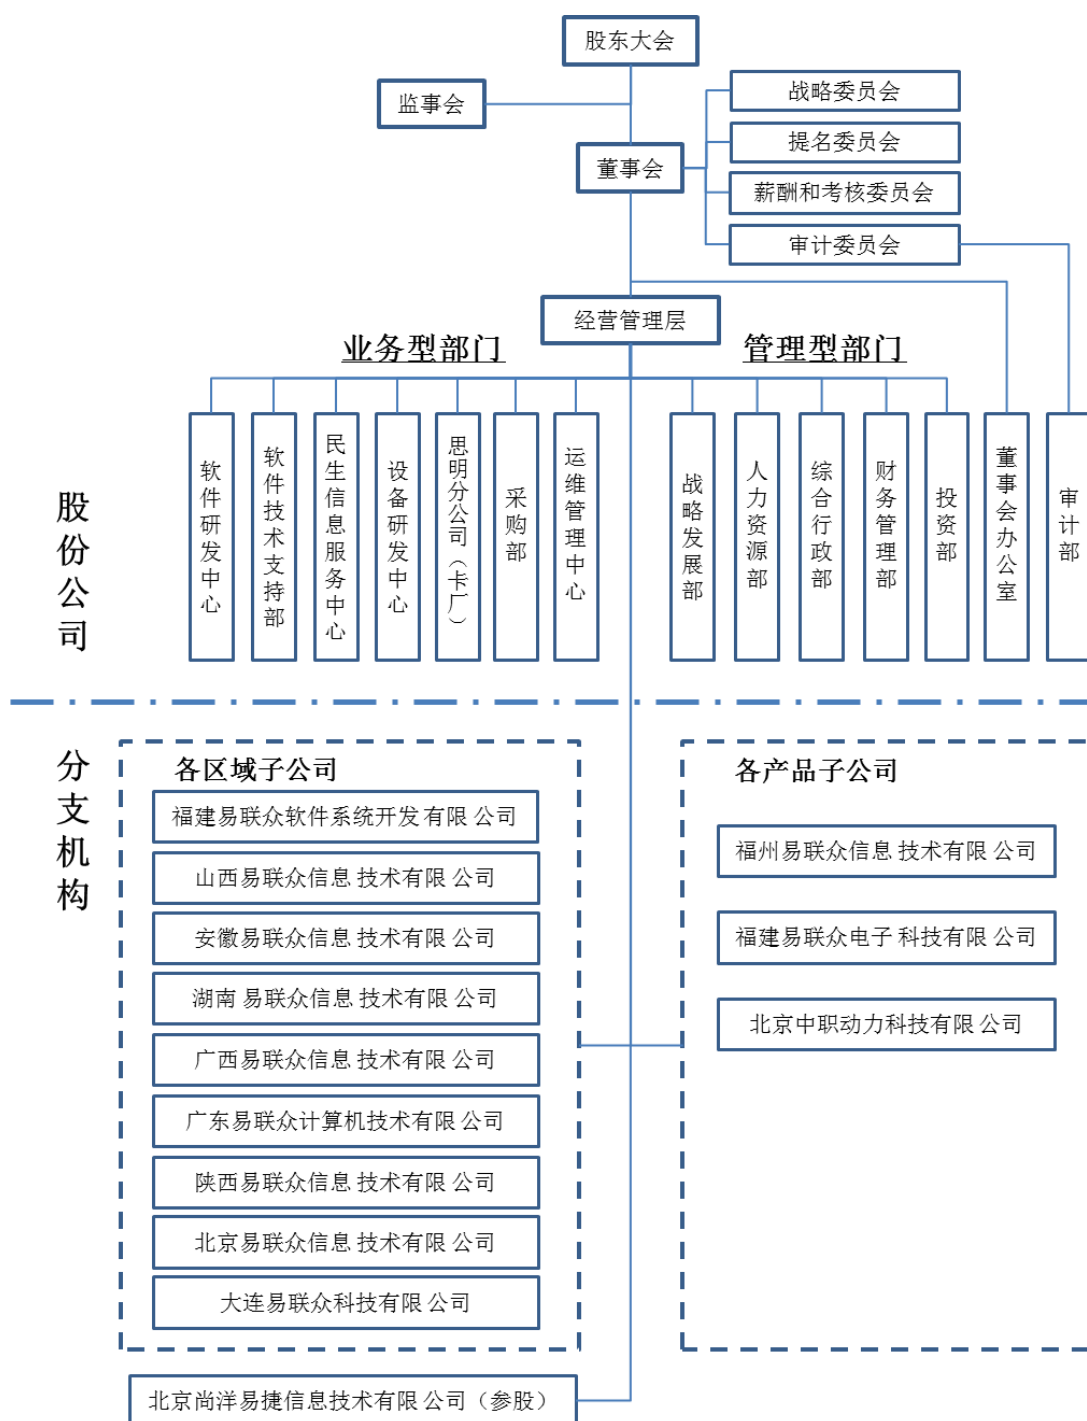 股东大会
监事会
战略委员会
提名委员会
董事会
薪酬和考核委员会
审计委员会
经营管理层
业务型部门
管理型部门
软件研发中心
软件技术支持部
民生信息服务中心
设备研发中心
思明分公司（卡厂）
采购部
运维管理中心
战略发展部
人力资源部
综合行政部
财务管理部
投资部
董事会办公室
审计部
股份公司
分支机构
各区域子公司
福建易联众软件系统开发有限公司
山西易联众信息技术有限公司
安徽易联众信息技术有限公司
湖南易联众信息技术有限公司
广西易联众信息技术有限公司
广东易联众计算机技术有限公司
陕西易联众信息技术有限公司
北京易联众信息技术有限公司
大连易联众科技有限公司
各产品子公司
福州易联众信息技术有限公司
福建易联众电子科技有限公司
北京中职动力科技有限公司
北京尚洋易捷信息技术有限公司（参股）